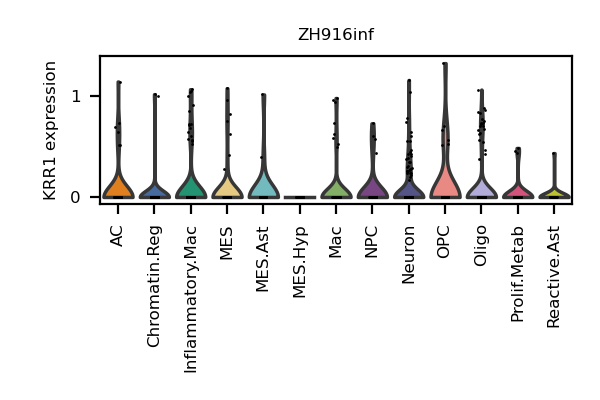 ZH916inf
KRR1 expression
1
0
AC
Chromatin.Reg
Inflammatory.Mac
MES
MES.Ast
MES.Hyp
Mac
NPC
Neuron
OPC
Oligo
Prolif.Metab
Reactive.Ast